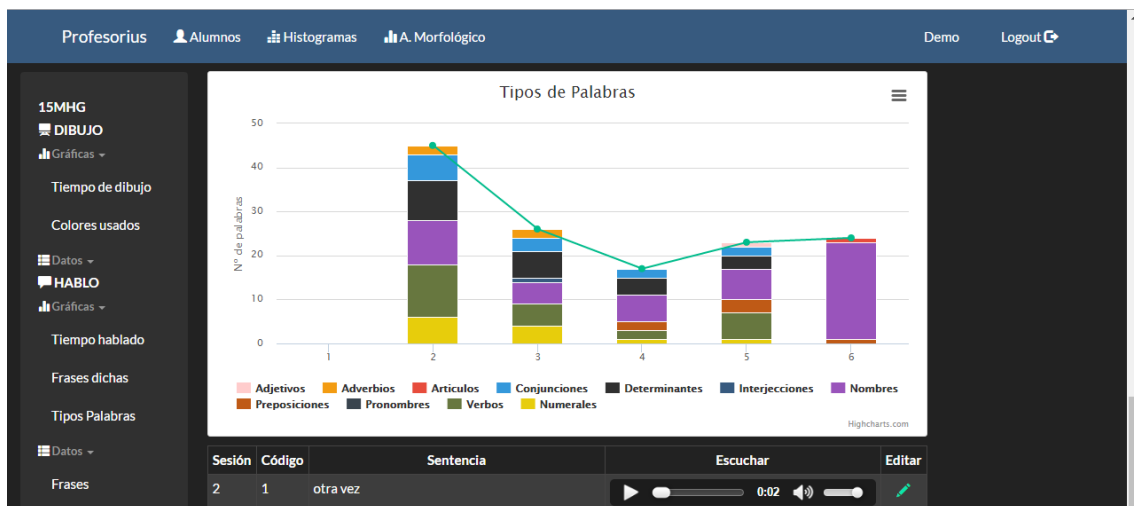 Profesorius Alumnos Histogramas A. Morfológico Demo Logout
15MHG
DIBUJO
Gráficas
Tiempo de dibujo
Colores usados
Datos
HABLO
Gráficas
Tiempo hablado
Frases dichas
Tipos Palabras
Datos
Frases
Tipos de Palabras
Nº de palabras
50
40
30
20
10
0
1 2 3 4 5 6
Adjetivos Adverbios Articulos Conjunciones Determinantes Interjecciones Nombres
Preposiciones Pronombres Verbos Numerales
Highcharts.com
Sesión Código Sentencia Escuchar Editar
2 1 otra vez 0:02